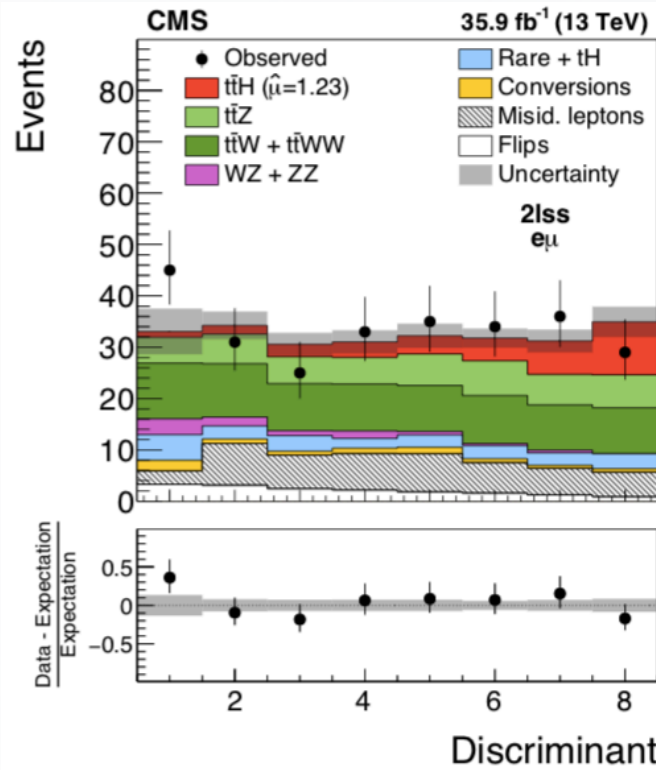 CMS 35.9 fb⁻¹ (13 TeV)
Events
Observed
tt̄H (μ̂=1.23)
tt̄Z
tt̄W + tt̄WW
WZ + ZZ
Rare + tH
Conversions
Misid. leptons
Flips
Uncertainty
2lss
eμ
80
70
60
50
40
30
20
10
0
Data - Expectation
Expectation
0.5
0
−0.5
2 4 6 8
Discriminant